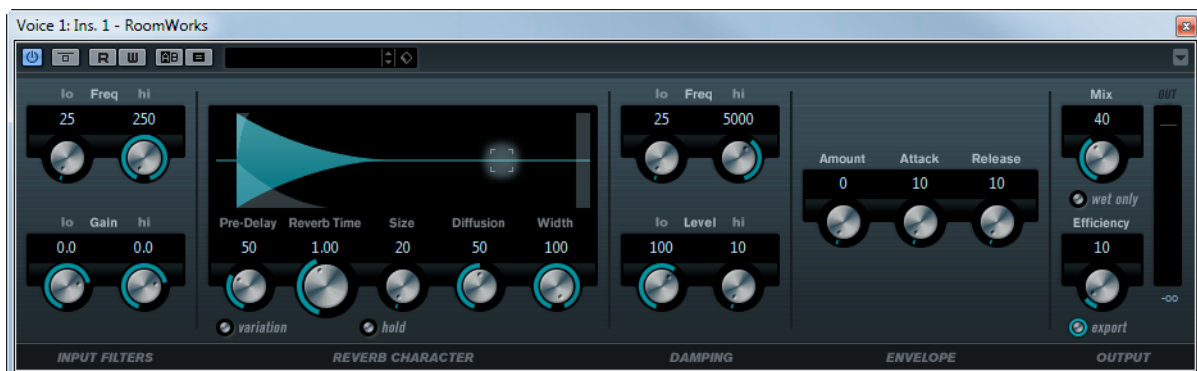 Voice 1: Ins. 1 - RoomWorks
R W AB
lo Freq hi
25 250
lo Gain hi
0.0 0.0
INPUT FILTERS
Pre-Delay Reverb Time Size Diffusion Width
50 1.00 20 50 100
variation hold
REVERB CHARACTER
lo Freq hi
25 5000
lo Level hi
100 10
DAMPING
Amount Attack Release
0 10 10
ENVELOPE
Mix OUT
40
wet only
Efficiency
10
-oo
export
OUTPUT